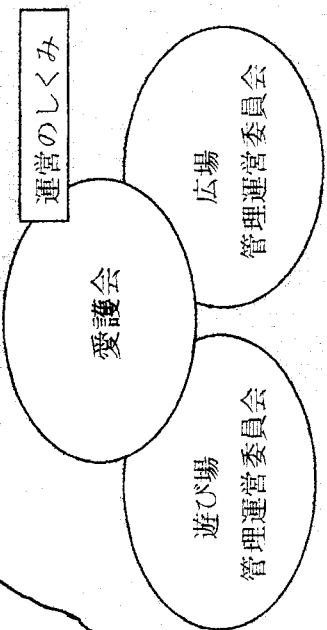 運営のしくみ
愛護会
遊び場
管理運営委員会
広場
管理運営委員会